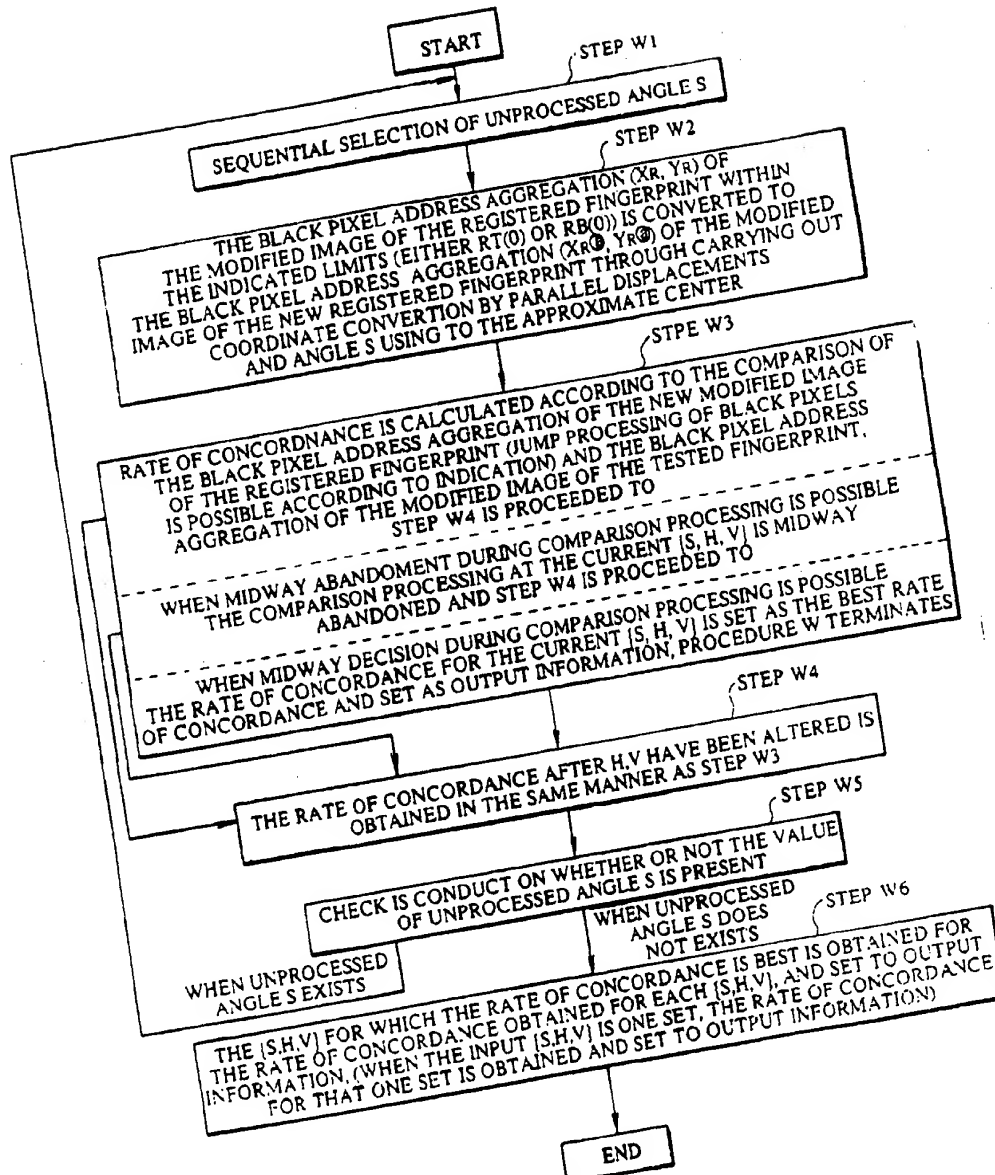 START
STEP W1
SEQUENTIAL SELECTION OF UNPROCESSED ANGLE S
STEP W2
THE BLACK PIXEL ADDRESS AGGREGATION (XR, YR) OF
THE MODIFIED IMAGE OF THE REGISTERED FINGERPRINT WITHIN
THE INDICATED LIMITS (EITHER RT(0) OR RB(0)) IS CONVERTED TO
THE BLACK PIXEL ADDRESS AGGREGATION (XR YR) OF THE MODIFIED
IMAGE OF THE NEW REGISTERED FINGERPRINT THROUGH CARRYING OUT
COORDINATE CONVERTION BY PARALLEL DISPLACEMENTS
AND ANGLE S USING TO THE APPROXIMATE CENTER
STPE W3
RATE OF CONCORDNANCE IS CALCULATED ACCORDING TO THE COMPARISON OF
THE BLACK PIXEL ADDRESS AGGREGATION OF THE NEW MODIFIED IMAGE
OF THE REGISTERED FINGERPRINT (JUMP PROCESSING OF BLACK PIXELS
IS POSSIBLE ACCORDING TO INDICATION) AND THE BLACK PIXEL ADDRESS
AGGREGATION OF THE MODIFIED IMAGE OF THE TESTED FINGERPRINT.
STEP W4 IS PROCEEDED TO
WHEN MIDWAY ABANDOMENT DURING COMPARISON PROCESSING IS POSSIBLE
THE COMPARISON PROCESSING AT THE CURRENT [S, H, V] IS MIDWAY
ABANDONED AND STEP W4 IS PROCEEDED TO
WHEN MIDWAY DECISION DURING COMPARISON PROCESSING IS POSSIBLE
THE RATE OF CONCORDANCE FOR THE CURRENT [S, H, V] IS SET AS THE BEST RATE
OF CONCORDANCE AND SET AS OUTPUT INFORMATION, PROCEDURE W TERMINATES
STEP W4
THE RATE OF CONCORDANCE AFTER H,V HAVE BEEN ALTERED IS
OBTAINED IN THE SAME MANNER AS STEP W3
STEP W5
CHECK IS CONDUCT ON WHETHER OR NOT THE VALUE
OF UNPROCESSED ANGLE S IS PRESENT
WHEN UNPROCESSED
ANGLE S DOES
NOT EXISTS
WHEN UNPROCESSED
ANGLE S EXISTS
STEP W6
THE [S,H,V] FOR WHICH THE RATE OF CONCORDANCE IS BEST IS OBTAINED FOR
THE RATE OF CONCORDANCE OBTAINED FOR EACH [S,H,V], AND SET TO OUTPUT
INFORMATION, (WHEN THE INPUT [S,H,V] IS ONE SET, THE RATE OF CONCORDANCE
FOR THAT ONE SET IS OBTAINED AND SET TO OUTPUT INFORMATION)
END